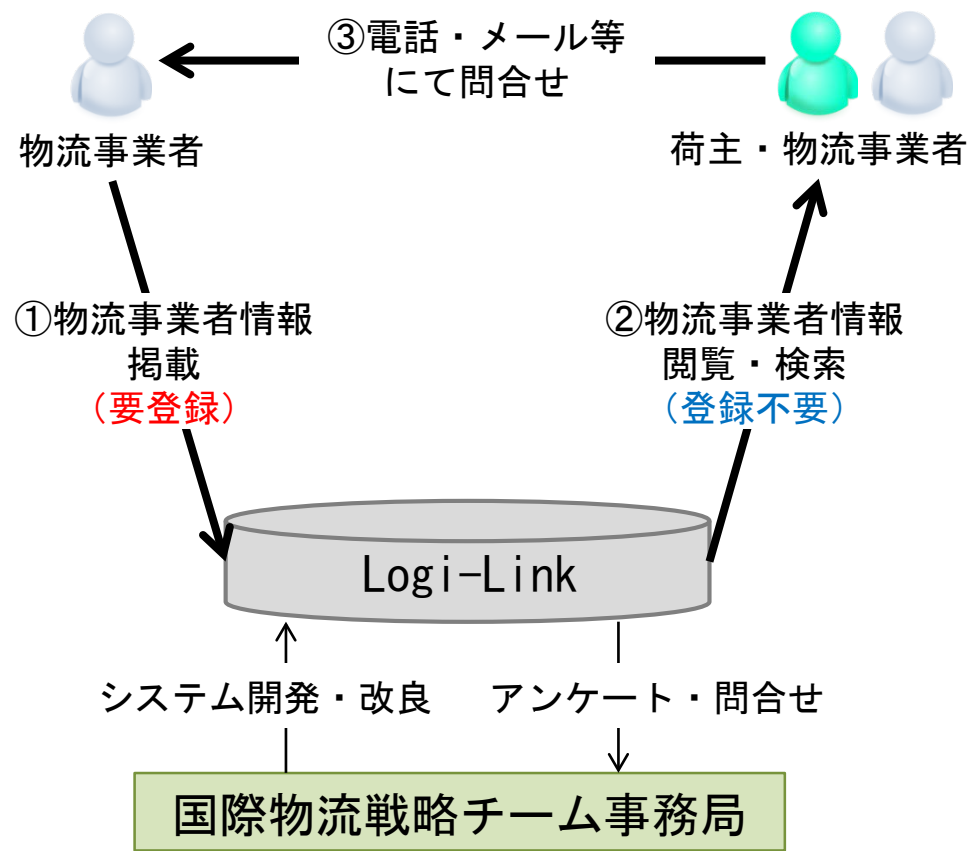 ③電話・メール等
にて問合せ
物流事業者
荷主・物流事業者
①物流事業者情報
掲載
（要登録）
②物流事業者情報
閲覧・検索
（登録不要）
Logi-Link
システム開発・改良
アンケート・問合せ
国際物流戦略チーム事務局